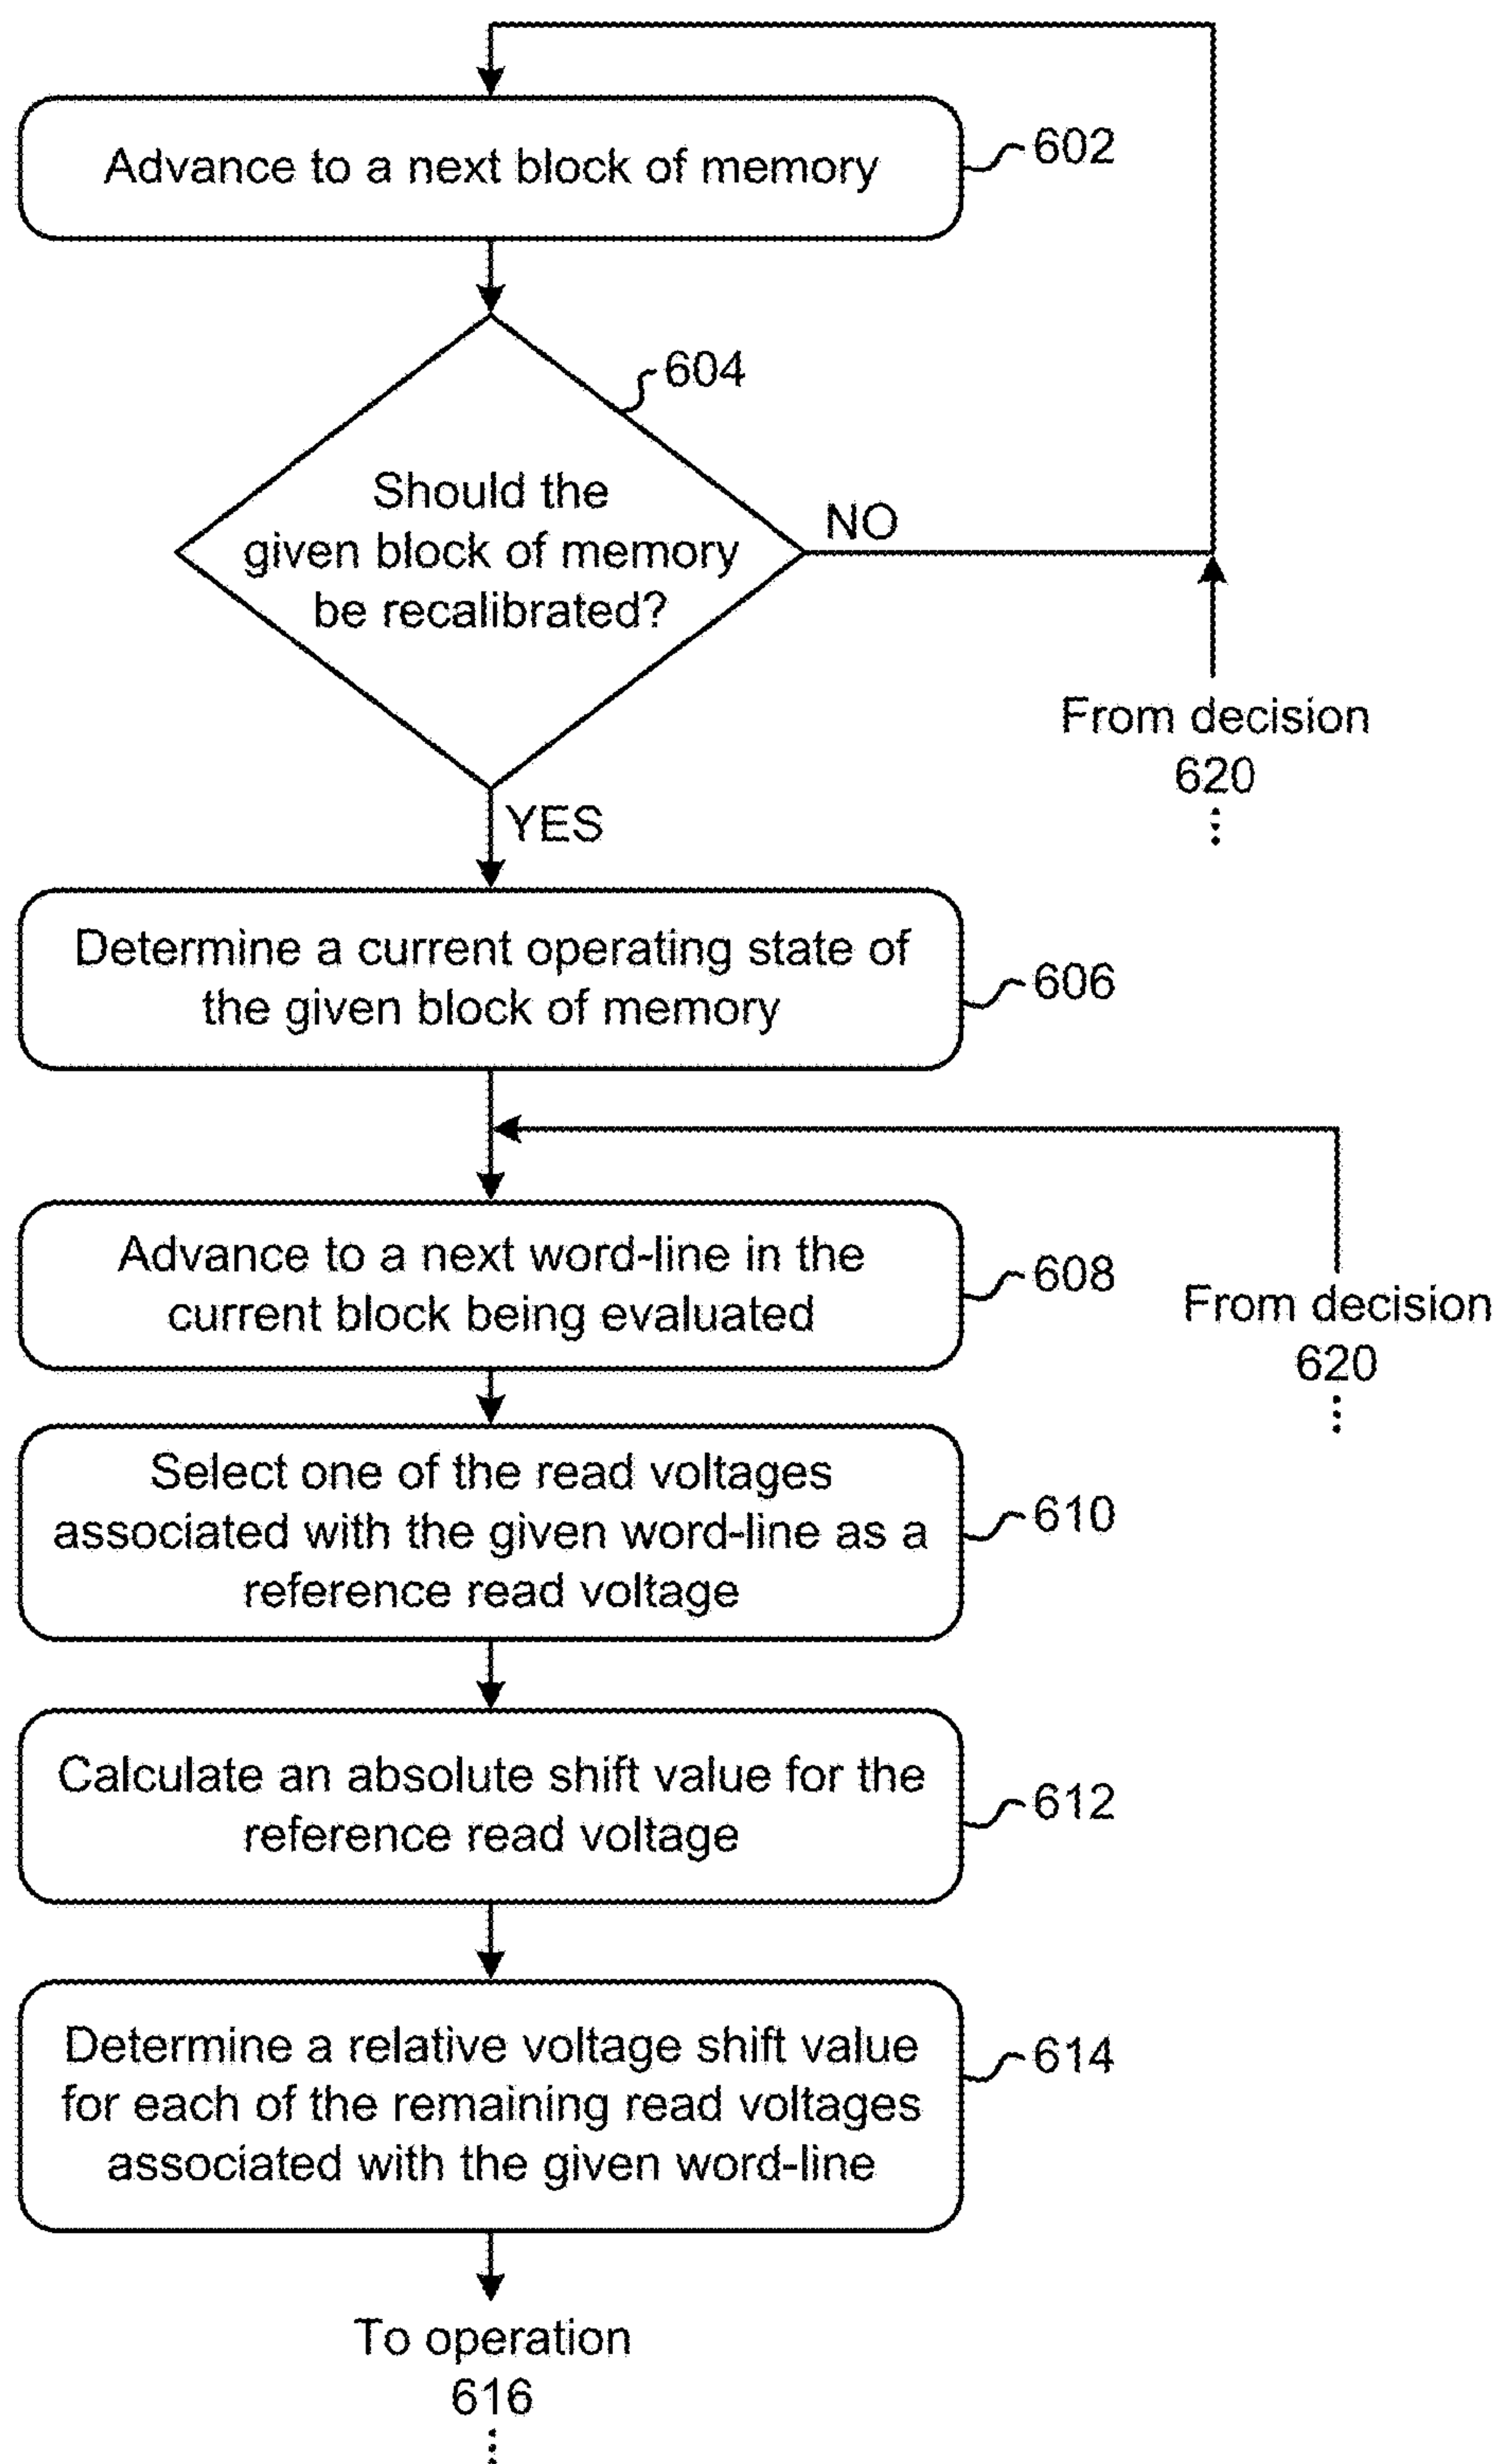 Advance to a next block of memory
602
604
Should the
given block of memory
be recalibrated?
NO
From decision
620
YES
Determine a current operating state of
the given block of memory
606
Advance to a next word-line in the
current block being evaluated
608
From decision
620
Select one of the read voltages
associated with the given word-line as a
reference read voltage
610
Calculate an absolute shift value for the
reference read voltage
612
Determine a relative voltage shift value
for each of the remaining read voltages
associated with the given word-line
614
To operation
616